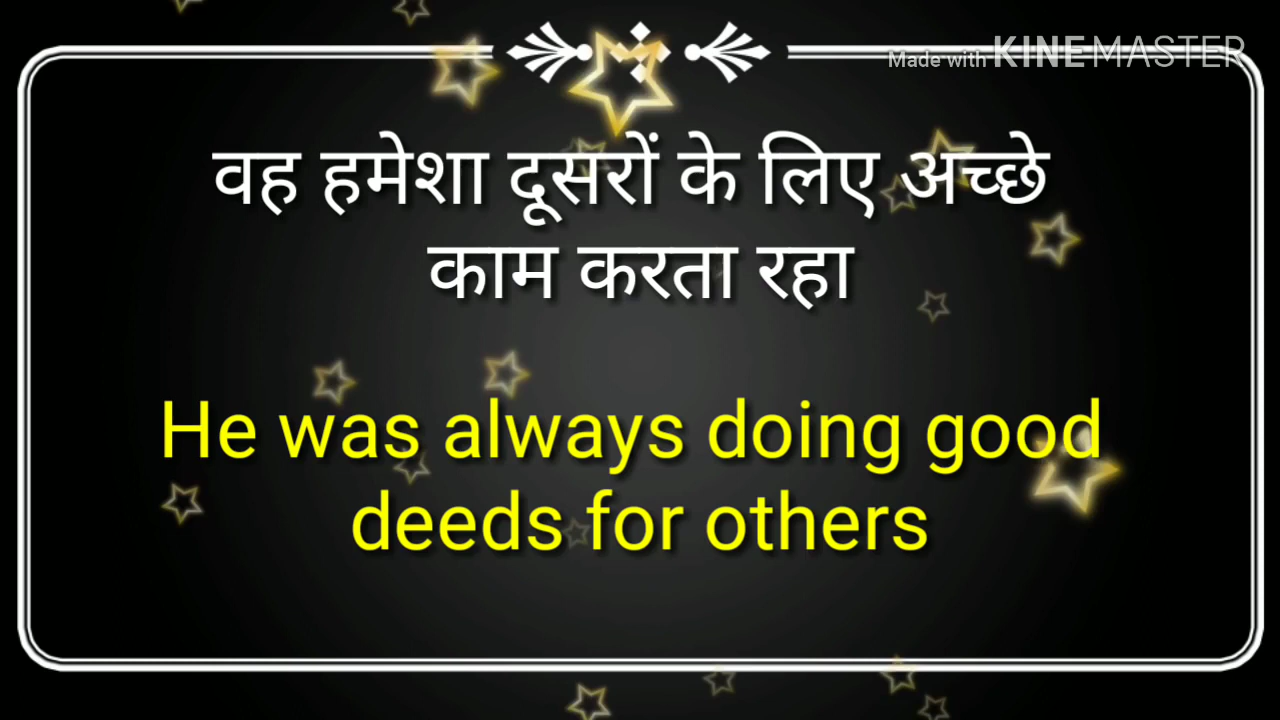 Made with KINEMASTER
वह हमेशा दूसरों के लिए अच्छे
काम करता रहा
He was always doing good
deeds for others